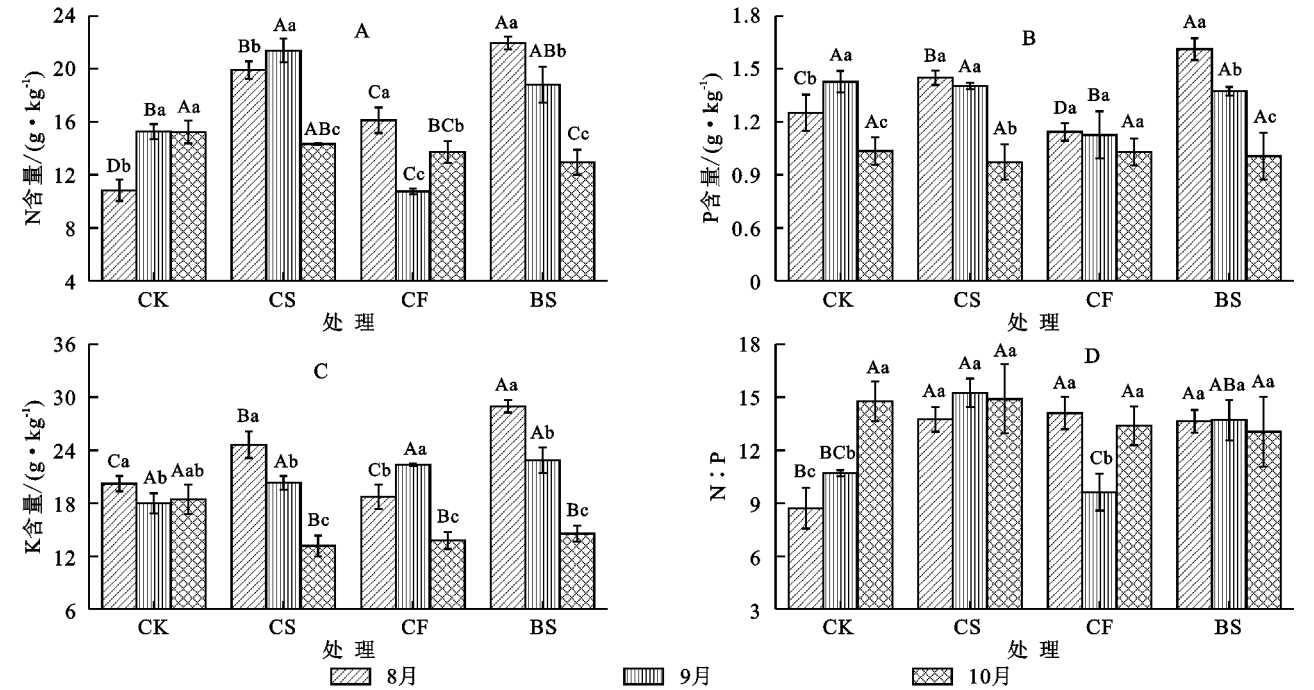 A
N含量/(g·kg⁻¹)
24
20
16
12
8
4
Db Ba Aa
Bb Aa ABc
Ca Cc BCb
Aa ABb Cc
CK CS CF BS
处 理
B
P含量/(g·kg⁻¹)
1.8
1.5
1.2
0.9
0.6
0
Cb Aa Ac
Ba Aa Ab
Da Ba Aa
Aa Ab Ac
CK CS CF BS
处 理
C
K含量/(g·kg⁻¹)
36
30
24
18
12
6
Ca Ab Aab
Ba Ab Bc
Cb Aa Bc
Aa Ab Bc
CK CS CF BS
处 理
D
N:P
18
15
12
9
6
3
Bc BCb Aa
Aa Aa Aa
Aa Cb Aa
Aa ABa Aa
CK CS CF BS
处 理
8月 9月 10月